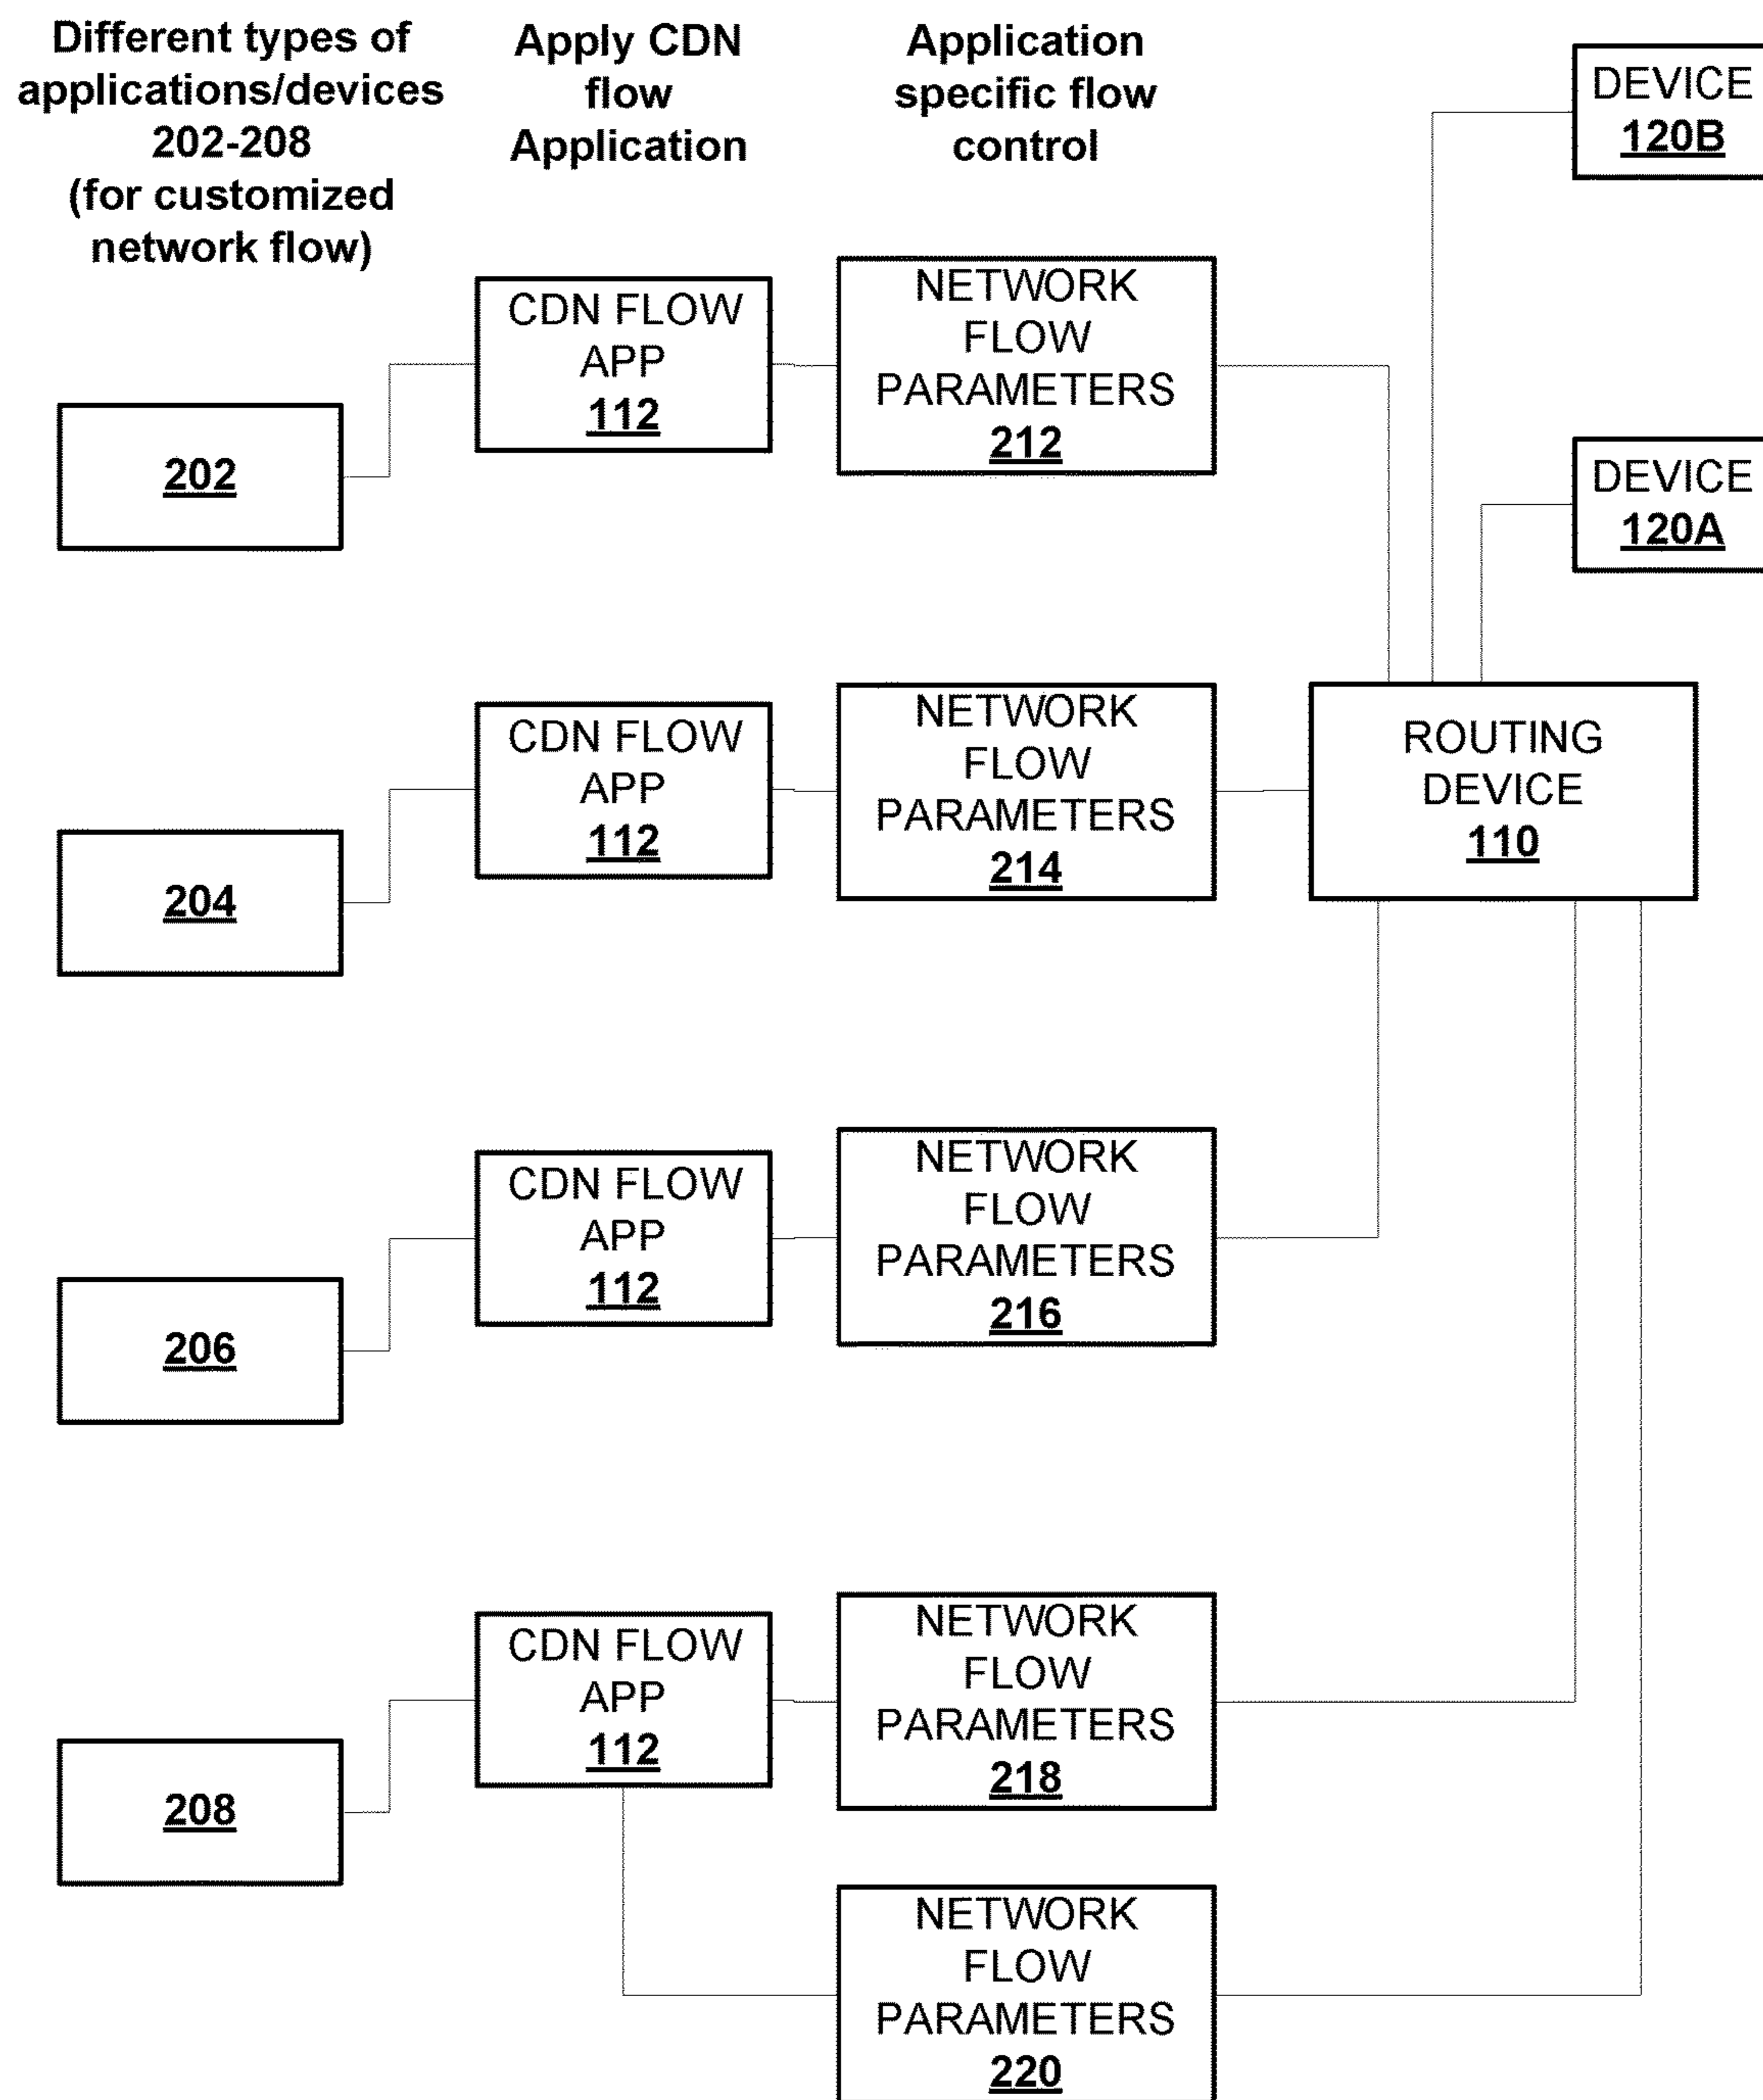 Different types of
applications/devices
202-208
(for customized
network flow)
Apply CDN
flow
Application
Application
specific flow
control
DEVICE
120B
CDN FLOW
APP
112
NETWORK
FLOW
PARAMETERS
212
202
DEVICE
120A
CDN FLOW
APP
112
NETWORK
FLOW
PARAMETERS
214
ROUTING
DEVICE
110
204
CDN FLOW
APP
112
NETWORK
FLOW
PARAMETERS
216
206
CDN FLOW
APP
112
NETWORK
FLOW
PARAMETERS
218
208
NETWORK
FLOW
PARAMETERS
220